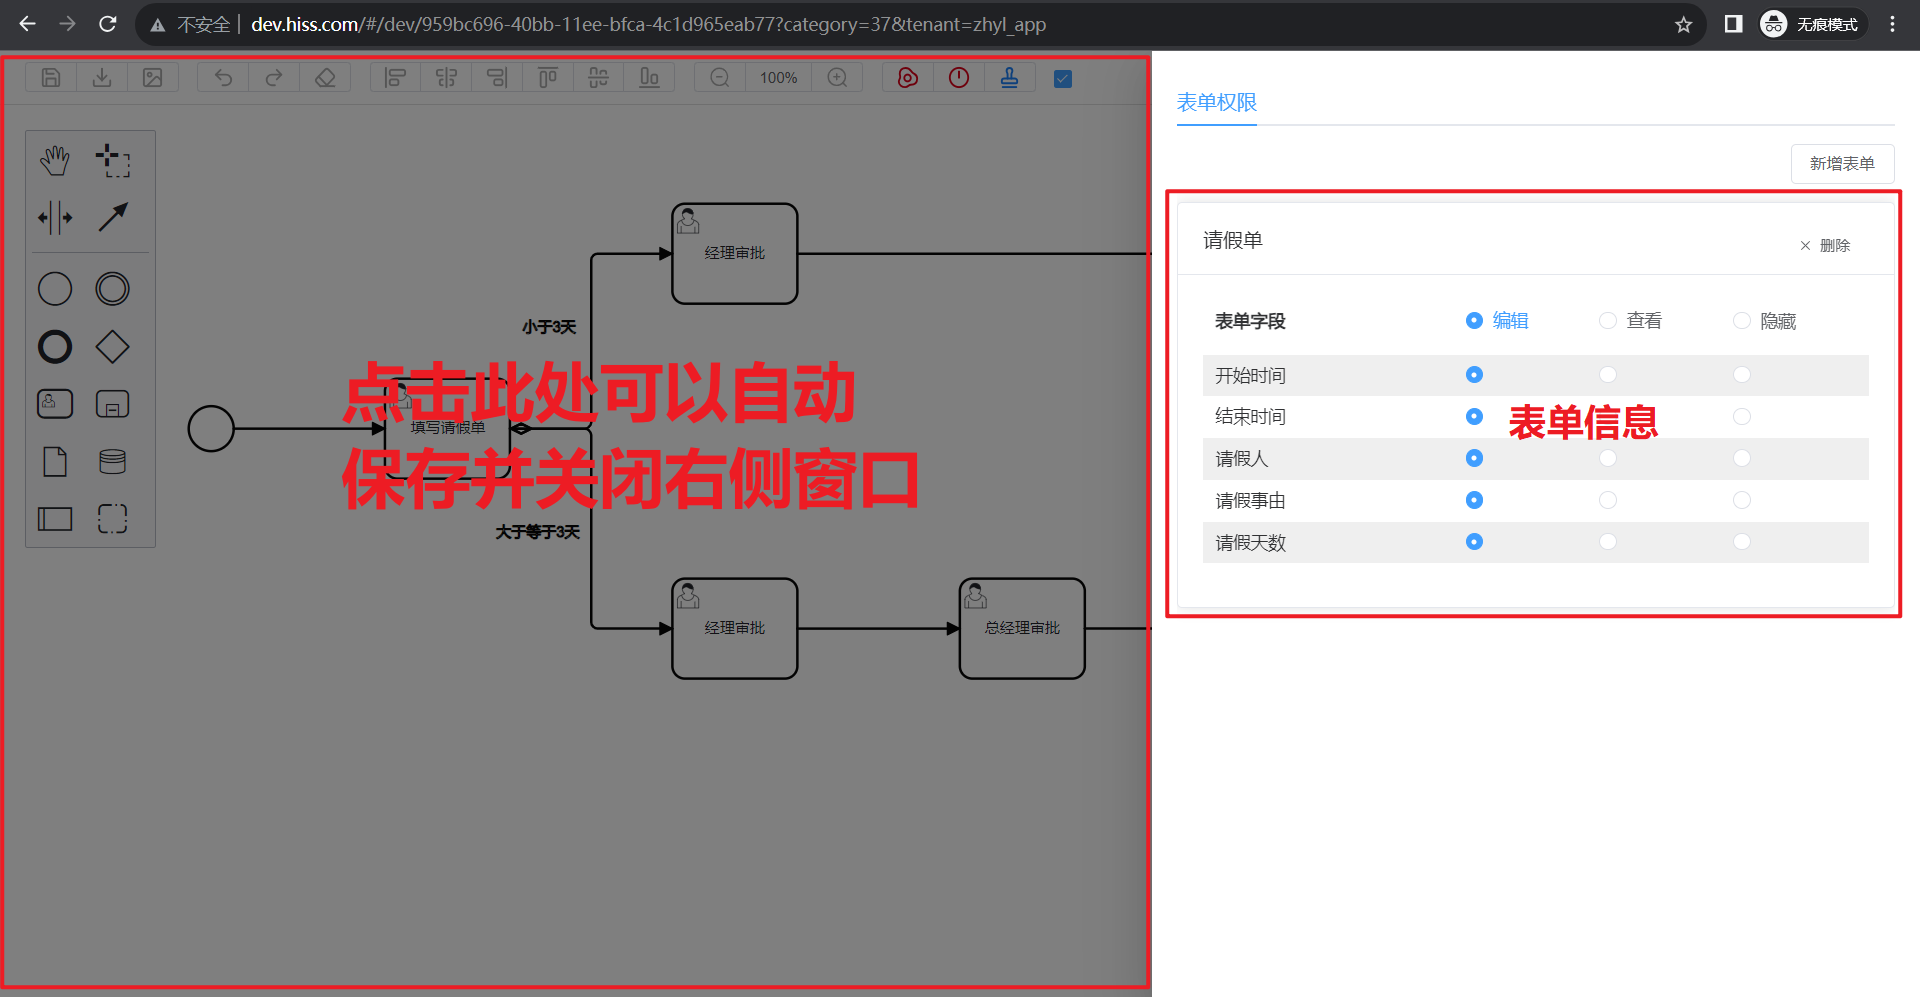 不安全 dev.hiss.com/#/dev/959bc696-40bb-11ee-bfca-4c1d965eab77?category=37&tenant=zhyl_app 无痕模式
100%
表单权限
新增表单
请假单 删除
表单字段 编辑 查看 隐藏
开始时间
结束时间
请假人
请假事由
请假天数
表单信息
经理审批
小于3天
填写请假单
点击此处可以自动
保存并关闭右侧窗口
大于等于3天
经理审批
总经理审批